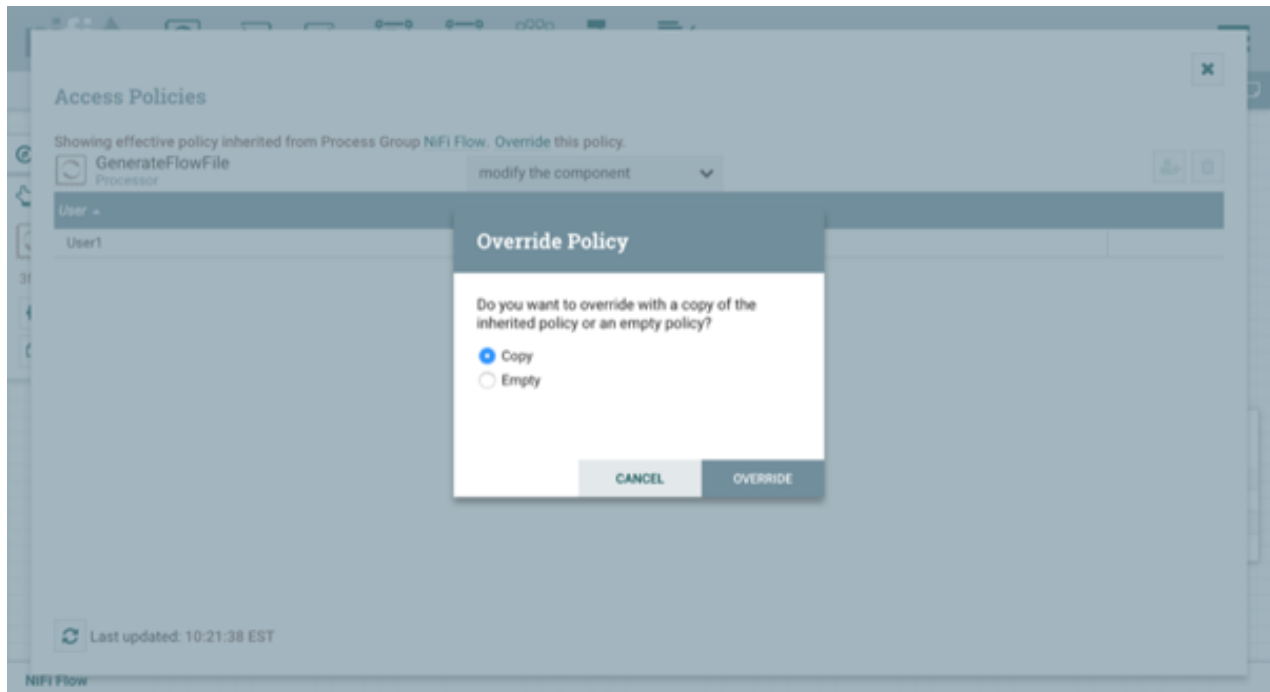 Access Policies
Showing effective policy inherited from Process Group NiFi Flow. Override this policy.
GenerateFlowFile
Processor
modify the component
User
User1
Override Policy
Do you want to override with a copy of the
inherited policy or an empty policy?
Copy
Empty
CANCEL
OVERRIDE
Last updated: 10:21:38 EST
NiFi Flow